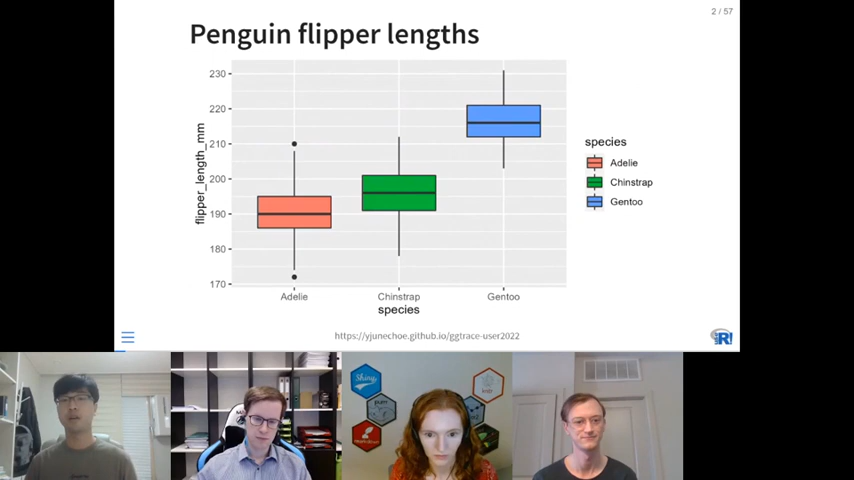 2 / 57
Penguin flipper lengths
230
220
210
200
190
180
170
flipper_length_mm
Adelie
Chinstrap
Gentoo
species
species
Adelie
Chinstrap
Gentoo
https://yjunechoe.github.io/ggtrace-user2022
R!
Shiny